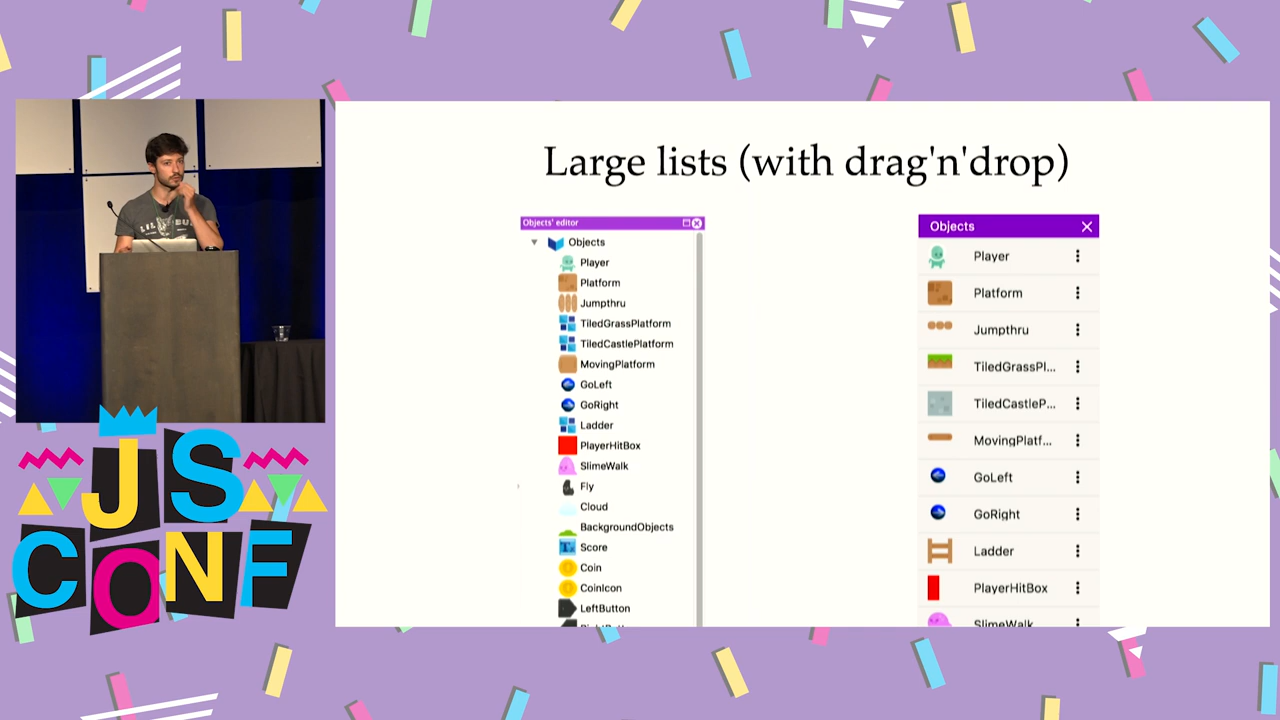 Large lists (with drag'n'drop)
Objects' editor
Objects
Player
Platform
Jumpthru
TiledGrassPlatform
TiledCastlePlatform
MovingPlatform
GoLeft
GoRight
Ladder
PlayerHitBox
SlimeWalk
Fly
Cloud
BackgroundObjects
Score
Coin
CoinIcon
LeftButton
Objects
Player
Platform
Jumpthru
TiledGrassPl...
TiledCastleP...
MovingPlatf...
GoLeft
GoRight
Ladder
PlayerHitBox
SlimeWalk
JS
CONF